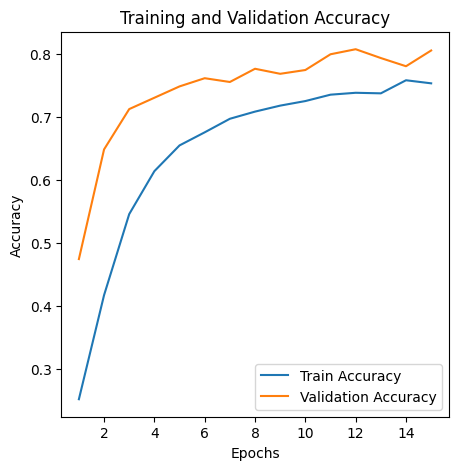 Training and Validation Accuracy
0.8
0.7
0.6
0.5
0.4
0.3
Accuracy
Train Accuracy
Validation Accuracy
2 4 6 8 10 12 14
Epochs